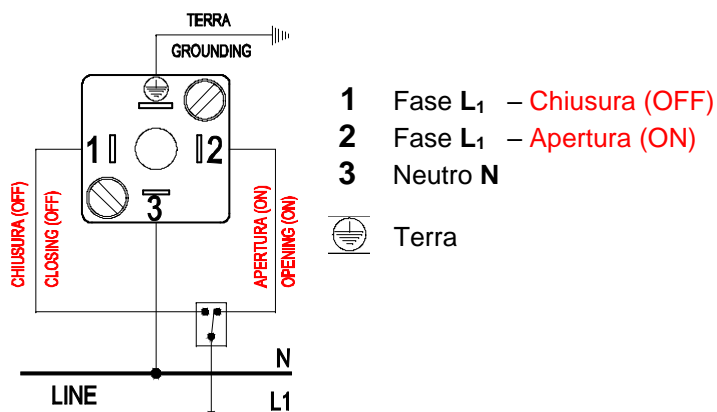 TERRA
GROUNDING
1
2
3
CHIUSURA (OFF)
CLOSING (OFF)
APERTURA (ON)
OPENING (ON)
N
LINE
L1
1 Fase L₁ – Chiusura (OFF)
2 Fase L₁ – Apertura (ON)
3 Neutro N
Terra